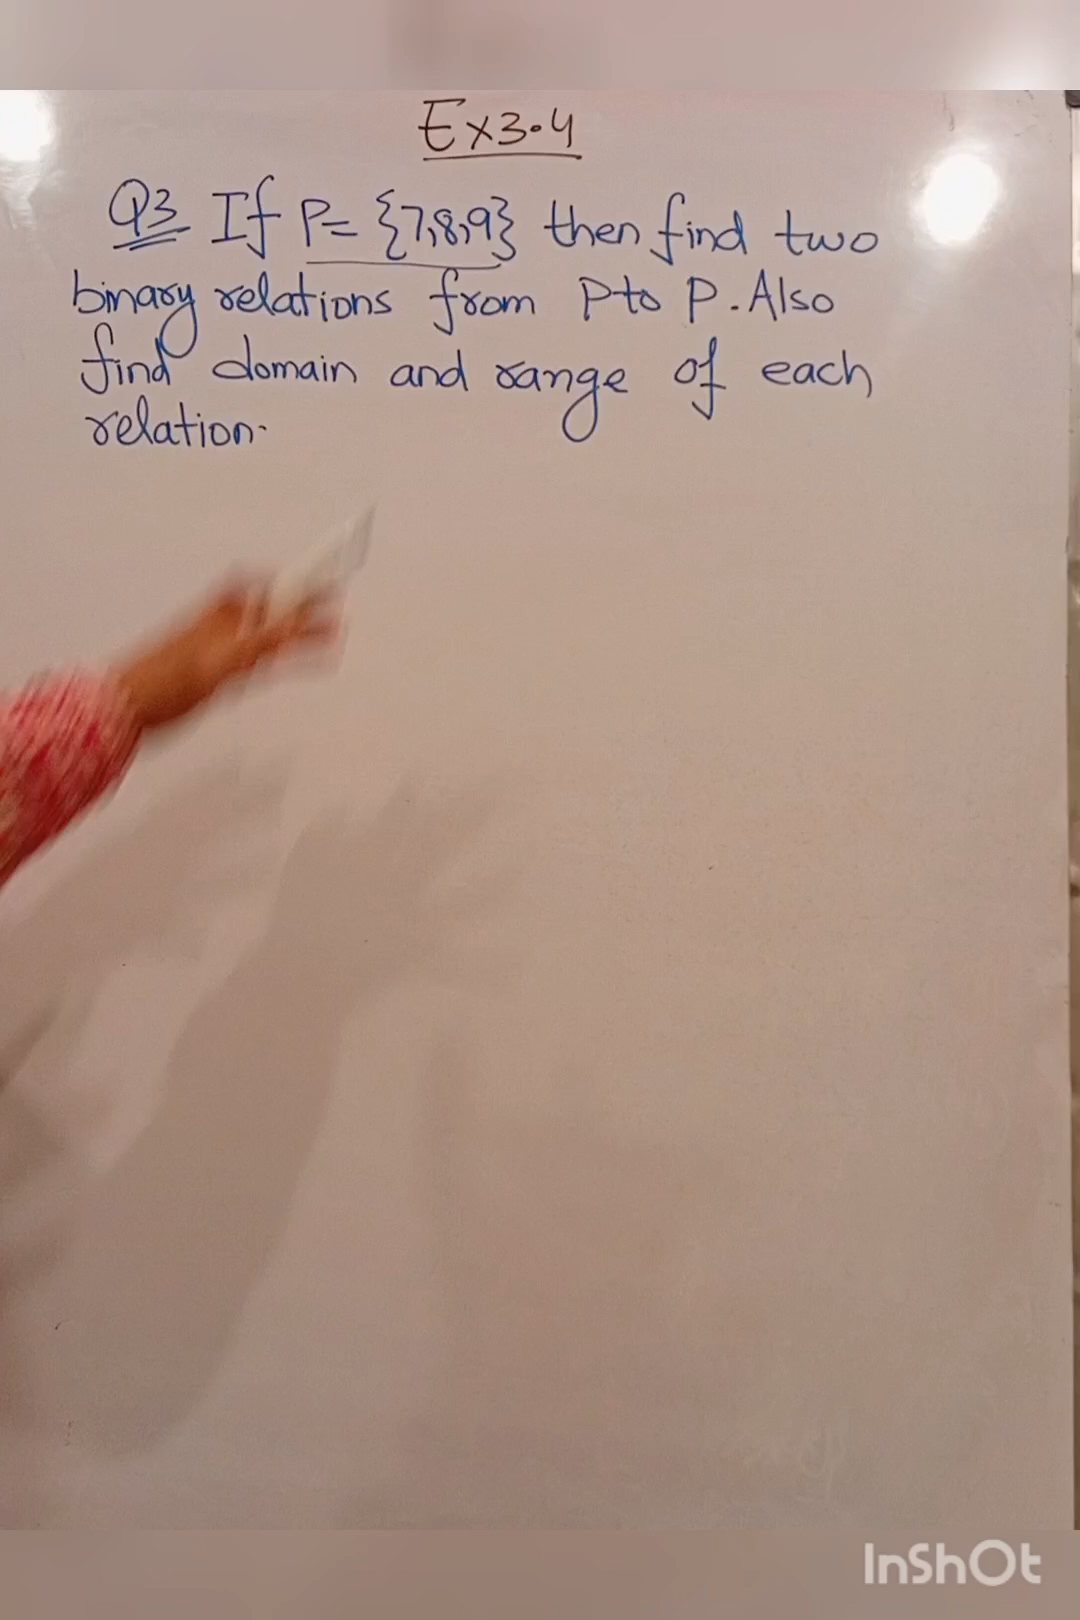 Ex3.4
Q3 If P= {7,8,9} then find two
binary relations from P to P. Also
find domain and range of each
relation.
InShOt